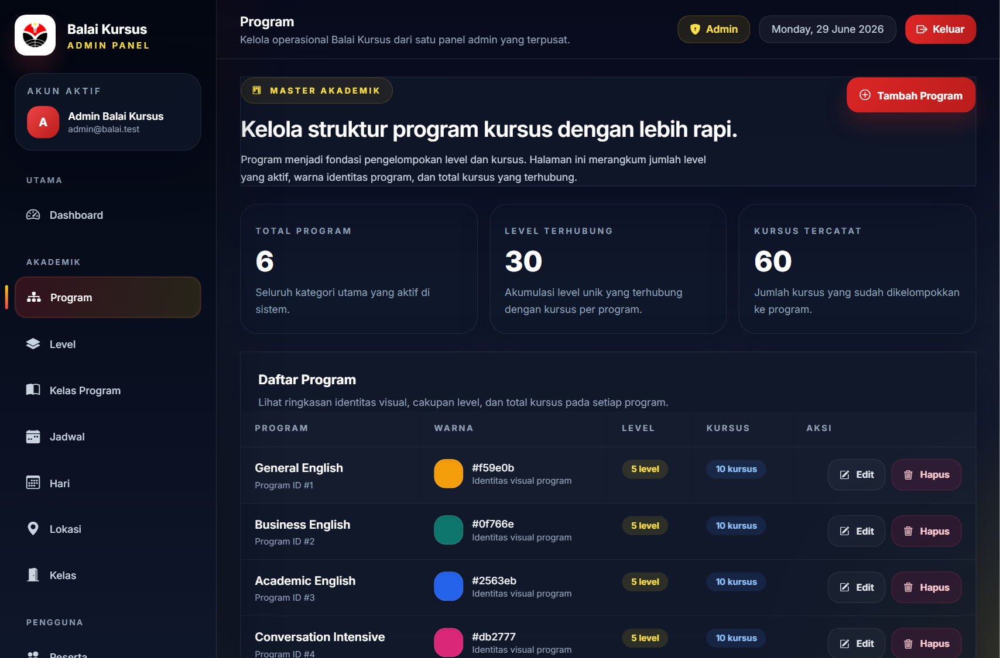 Balai Kursus
ADMIN PANEL
AKUN AKTIF
A
Admin Balai Kursus
admin@balai.test
UTAMA
Dashboard
AKADEMIK
Program
Level
Kelas Program
Jadwal
Hari
Lokasi
Kelas
PENGGUNA
Peserta
Program
Kelola operasional Balai Kursus dari satu panel admin yang terpusat.
Admin
Monday, 29 June 2026
Keluar
MASTER AKADEMIK
Tambah Program
Kelola struktur program kursus dengan lebih rapi.
Program menjadi fondasi pengelompokan level dan kursus. Halaman ini merangkum jumlah level
yang aktif, warna identitas program, dan total kursus yang terhubung.
TOTAL PROGRAM
6
Seluruh kategori utama yang aktif di
sistem.
LEVEL TERHUBUNG
30
Akumulasi level unik yang terhubung
dengan kursus per program.
KURSUS TERCATAT
60
Jumlah kursus yang sudah dikelompokkan
ke program.
Daftar Program
Lihat ringkasan identitas visual, cakupan level, dan total kursus pada setiap program.
PROGRAM WARNA LEVEL KURSUS AKSI
General English #f59e0b 5 level 10 kursus Edit Hapus
Program ID #1 Identitas visual program
Business English #0f766e 5 level 10 kursus Edit Hapus
Program ID #2 Identitas visual program
Academic English #2563eb 5 level 10 kursus Edit Hapus
Program ID #3 Identitas visual program
Conversation Intensive #db2777 5 level 10 kursus Edit Hapus
Program ID #4 Identitas visual program